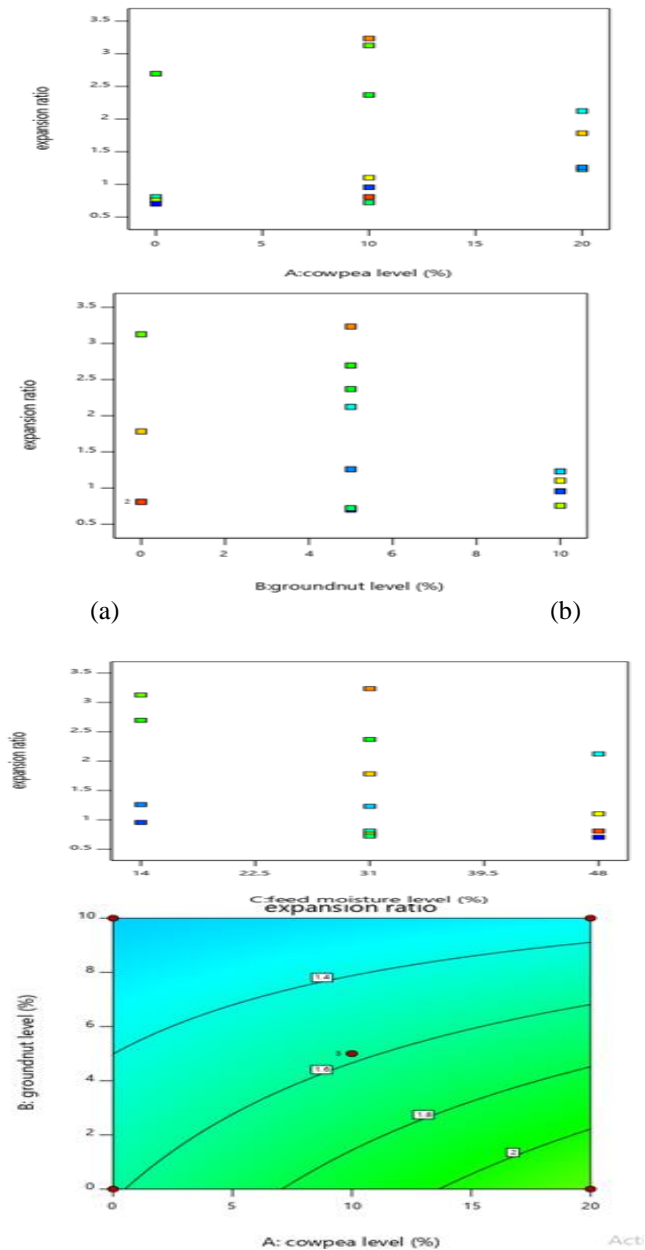 3.5
3
2.5
2
1.5
1
0.5
expansion ratio
0 5 10 15 20
A:cowpea level (%)
3.5
3
2.5
2
1.5
1
0.5
expansion ratio
2
0 2 4 6 8 10
B:groundnut level (%)
(a) (b)
3.5
3
2.5
2
1.5
1
0.5
expansion ratio
14 22.5 31 39.5 48
C:feed moisture level (%)
expansion ratio
10
8
6
4
2
0
B: groundnut level (%)
1.4
1.6
1.8
2
0 5 10 15 20
A: cowpea level (%)
Acti